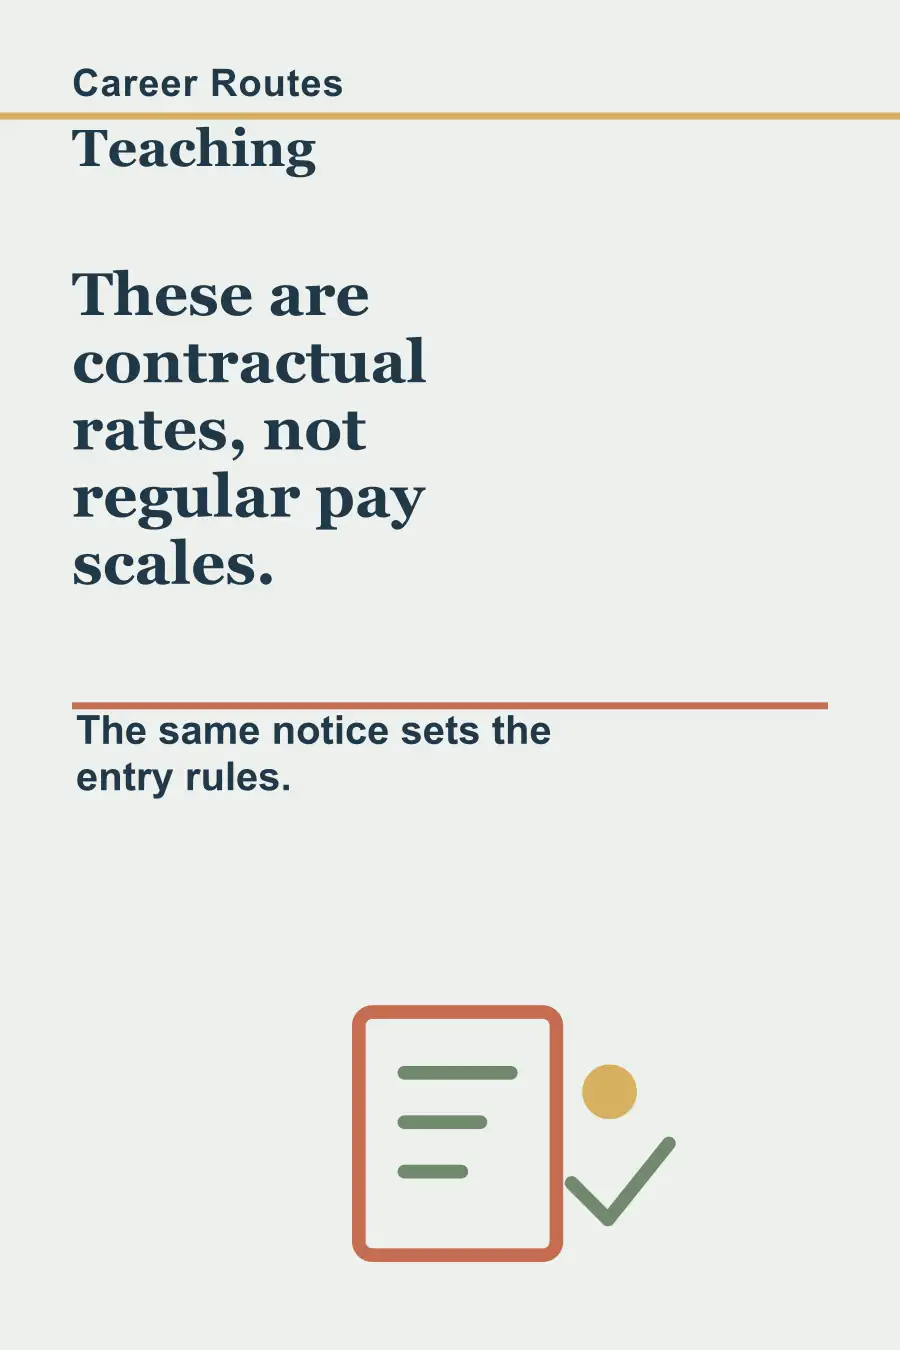 Career Routes
Teaching
These are
contractual
rates, not
regular pay
scales.
The same notice sets the
entry rules.